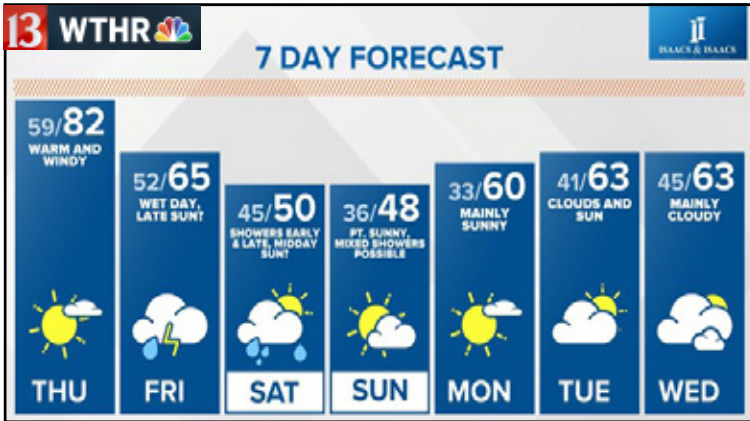 13 WTHR
ISAACS & ISAACS
7 DAY FORECAST
59/82
WARM AND
WINDY
THU
52/65
WET DAY,
LATE SUN?
FRI
45/50
SHOWERS EARLY
& LATE, MIDDAY
SUN?
SAT
36/48
PT. SUNNY,
MIXED SHOWERS
POSSIBLE
SUN
33/60
MAINLY
SUNNY
MON
41/63
CLOUDS AND
SUN
TUE
45/63
MAINLY
CLOUDY
WED